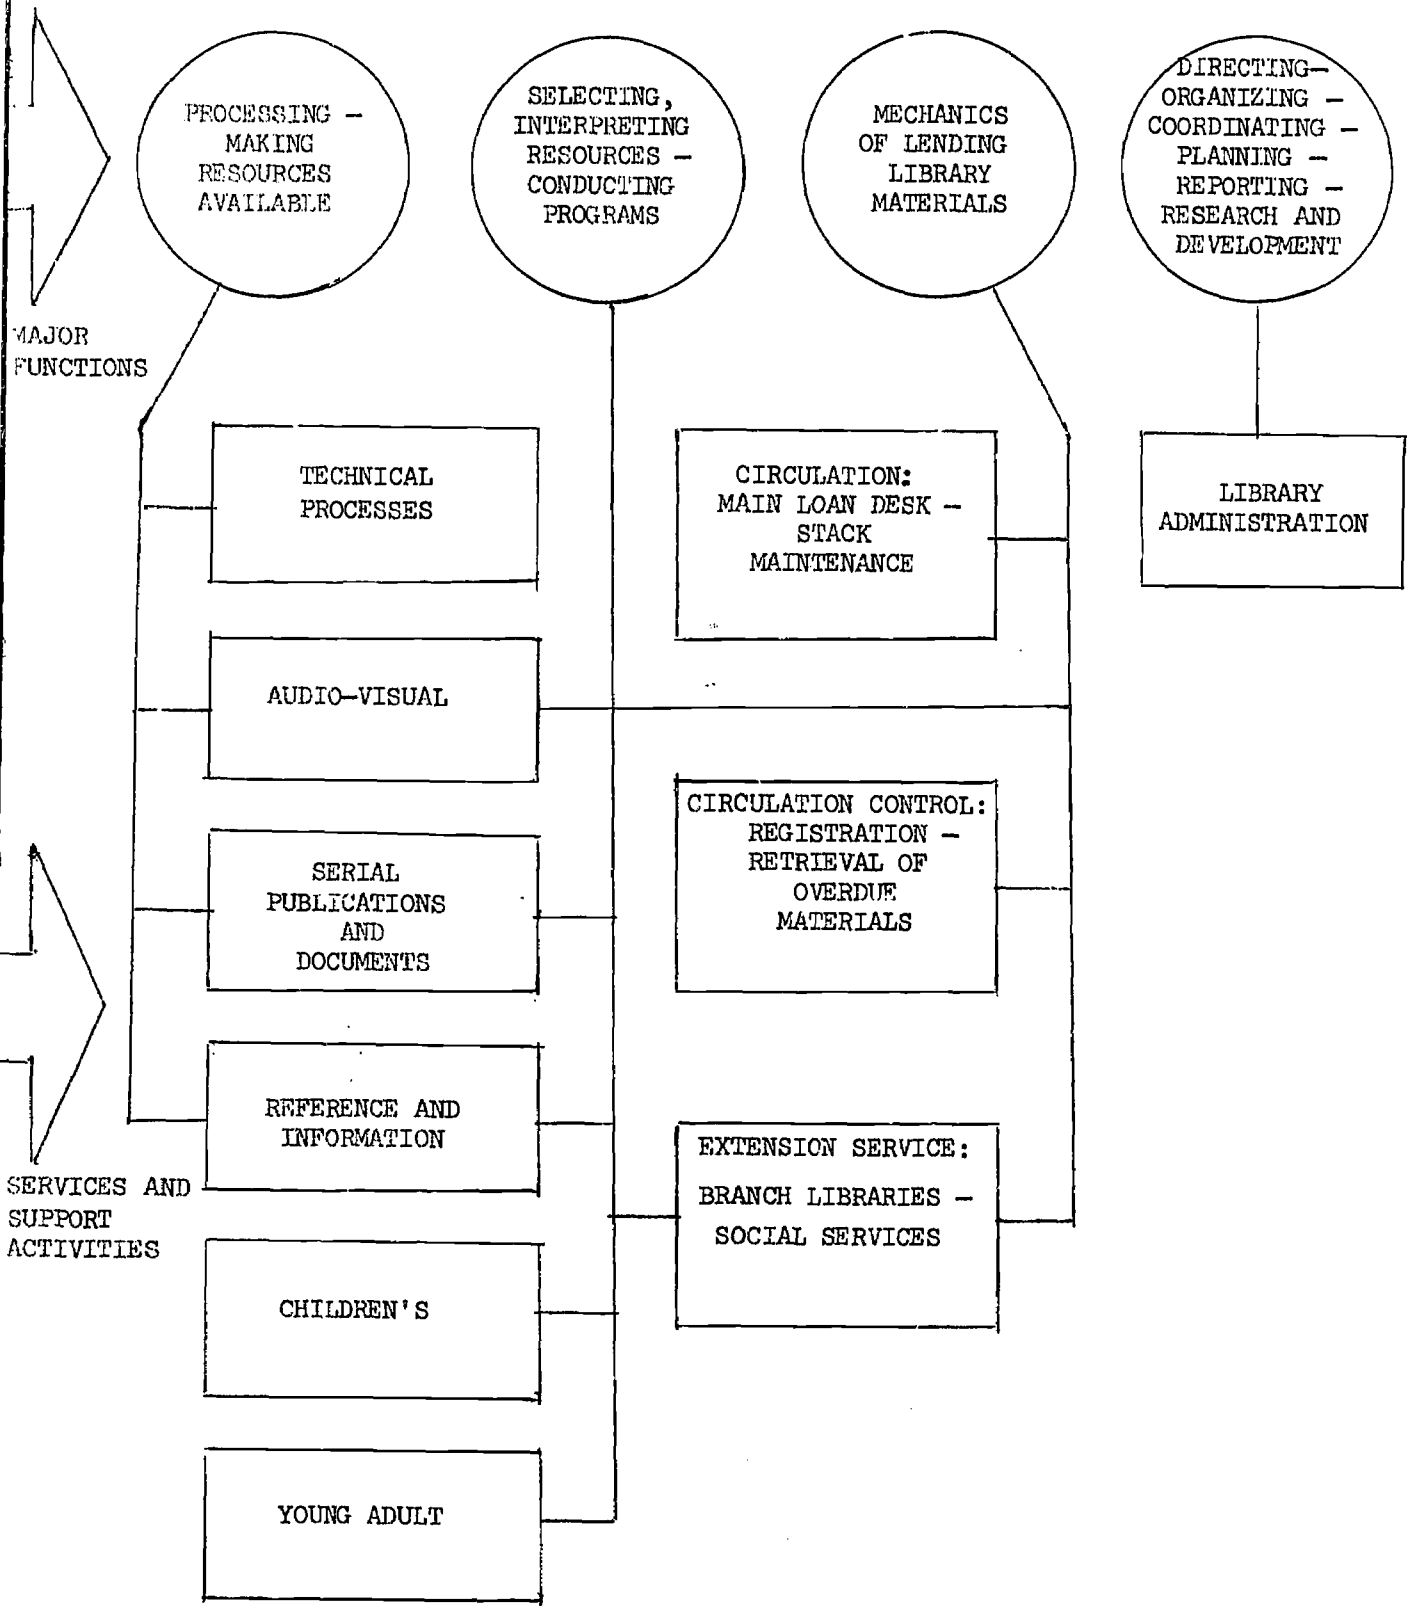 PROCESSING —
MAKING
RESOURCES
AVAILABLE
SELECTING,
INTERPRETING
RESOURCES —
CONDUCTING
PROGRAMS
MECHANICS
OF LENDING
LIBRARY
MATERIALS
DIRECTING—
ORGANIZING —
COORDINATING —
PLANNING —
REPORTING —
RESEARCH AND
DEVELOPMENT
MAJOR
FUNCTIONS
TECHNICAL
PROCESSES
CIRCULATION:
MAIN LOAN DESK —
STACK
MAINTENANCE
LIBRARY
ADMINISTRATION
AUDIO—VISUAL
CIRCULATION CONTROL:
REGISTRATION —
RETRIEVAL OF
OVERDUE
MATERIALS
SERIAL
PUBLICATIONS
AND
DOCUMENTS
REFERENCE AND
INFORMATION
EXTENSION SERVICE:
BRANCH LIBRARIES —
SOCIAL SERVICES
SERVICES AND
SUPPORT
ACTIVITIES
CHILDREN'S
YOUNG ADULT